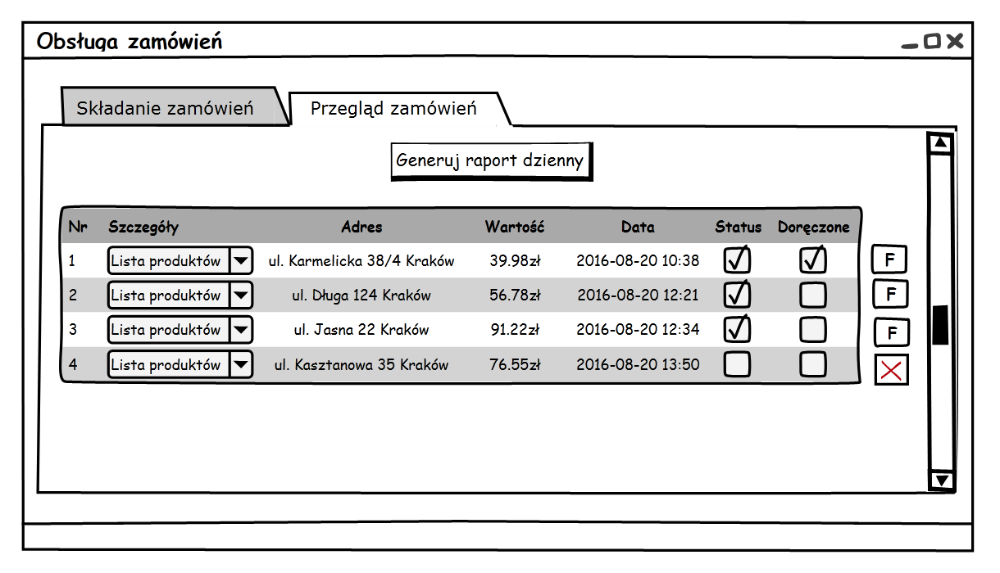 Obsługa zamówień
Składanie zamówień
Przegląd zamówień
Generuj raport dzienny
Nr Szczegóły Adres Wartość Data Status Doręczone
1 Lista produktów ul. Karmelicka 38/4 Kraków 39.98zł 2016-08-20 10:38 F
2 Lista produktów ul. Długa 124 Kraków 56.78zł 2016-08-20 12:21 F
3 Lista produktów ul. Jasna 22 Kraków 91.22zł 2016-08-20 12:34 F
4 Lista produktów ul. Kasztanowa 35 Kraków 76.55zł 2016-08-20 13:50